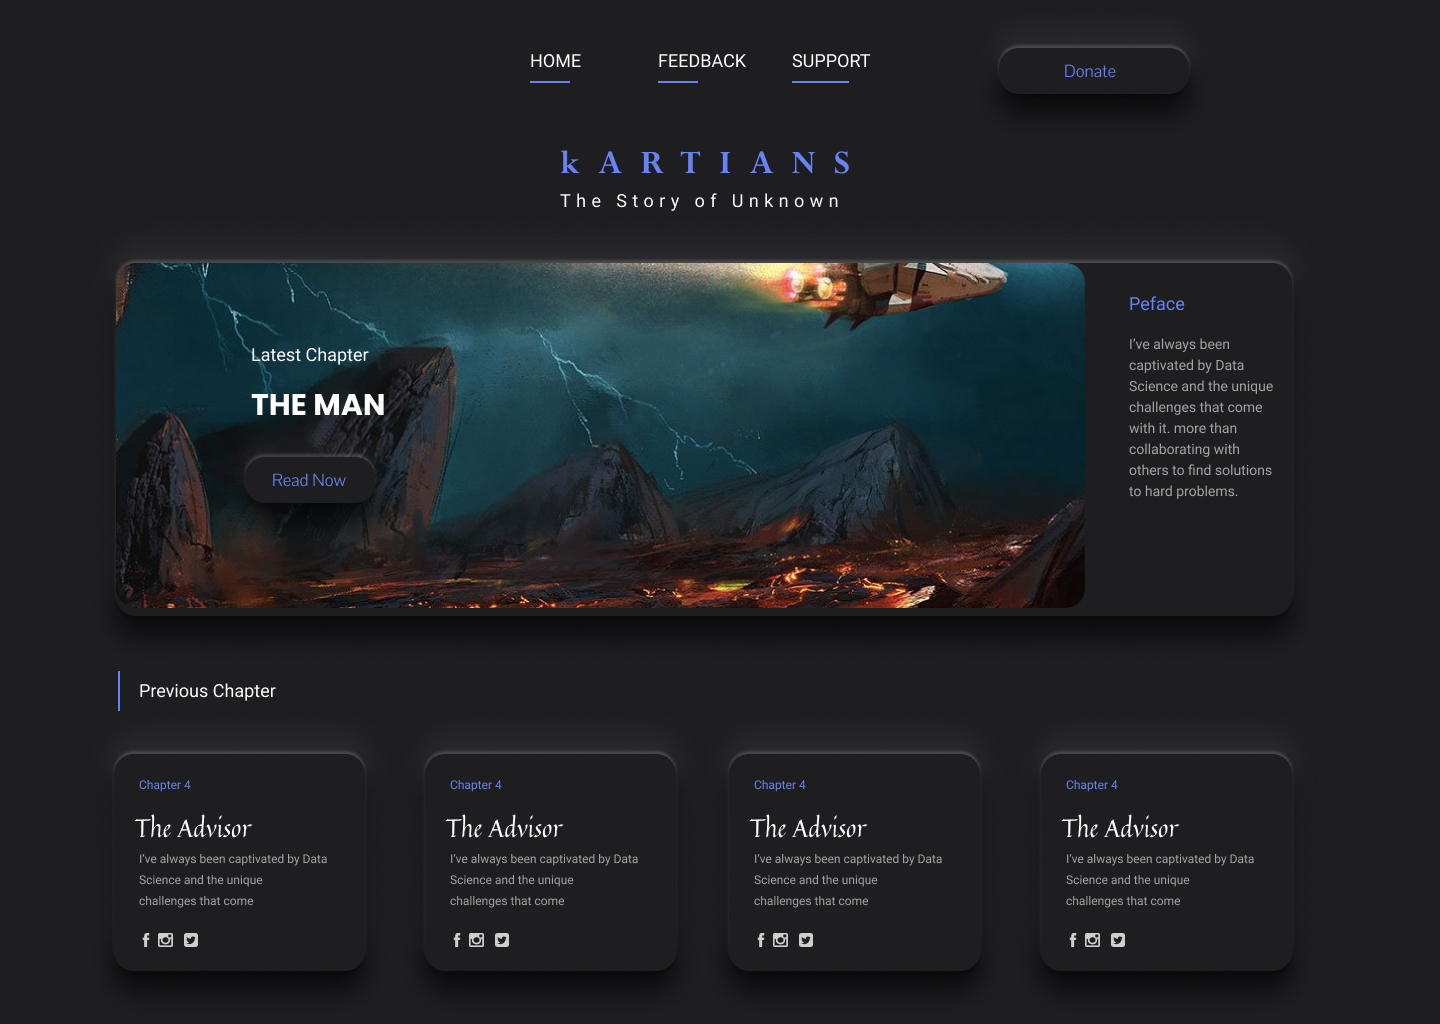 HOME
FEEDBACK
SUPPORT
Donate
kARTIANS
The Story of Unknown
Latest Chapter
THE MAN
Read Now
Peface
I've always been
captivated by Data
Science and the unique
challenges that come
with it. more than
collaborating with
others to find solutions
to hard problems.
Previous Chapter
Chapter 4
The Advisor
I've always been captivated by Data
Science and the unique
challenges that come
Chapter 4
The Advisor
I've always been captivated by Data
Science and the unique
challenges that come
Chapter 4
The Advisor
I've always been captivated by Data
Science and the unique
challenges that come
Chapter 4
The Advisor
I've always been captivated by Data
Science and the unique
challenges that come